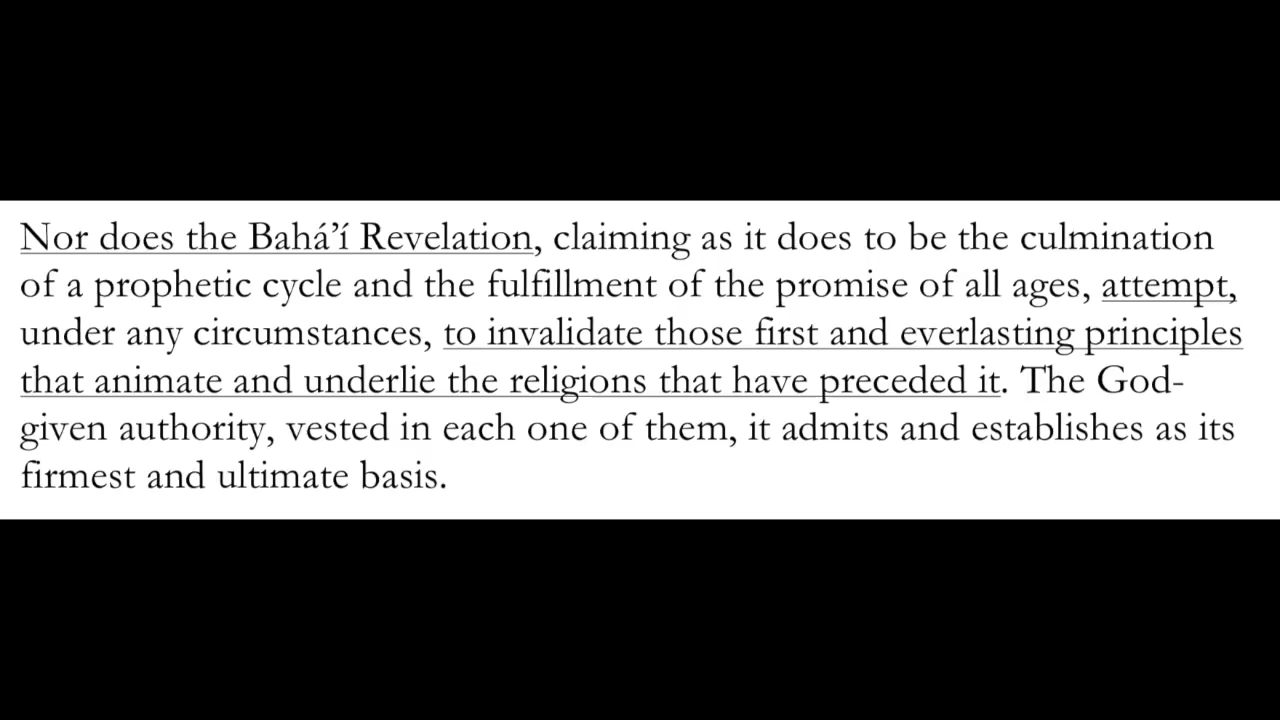 Nor does the Bahá’í Revelation, claiming as it does to be the culmination
of a prophetic cycle and the fulfillment of the promise of all ages, attempt,
under any circumstances, to invalidate those first and everlasting principles
that animate and underlie the religions that have preceded it. The God-
given authority, vested in each one of them, it admits and establishes as its
firmest and ultimate basis.